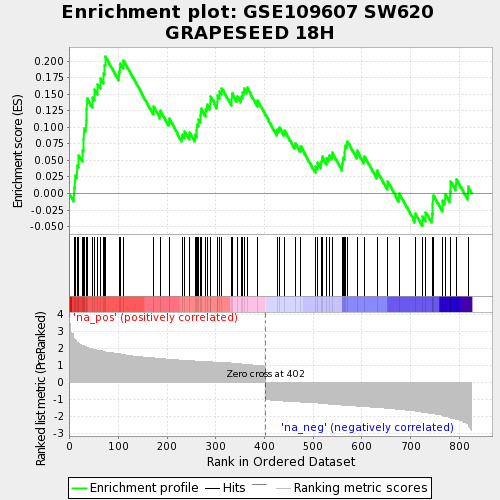 Enrichment plot: GSE109607 SW620
GRAPESEED 18H
Enrichment score (ES)
0.200
0.175
0.150
0.125
0.100
0.075
0.050
0.025
0.000
-0.025
-0.050
'na_pos' (positively correlated)
Ranked list metric (PreRanked)
4
3
2
1
0
-1
-2
-3
Zero cross at 402
'na_neg' (negatively correlated)
0 100 200 300 400 500 600 700 800
Rank in Ordered Dataset
Enrichment profile Hits Ranking metric scores